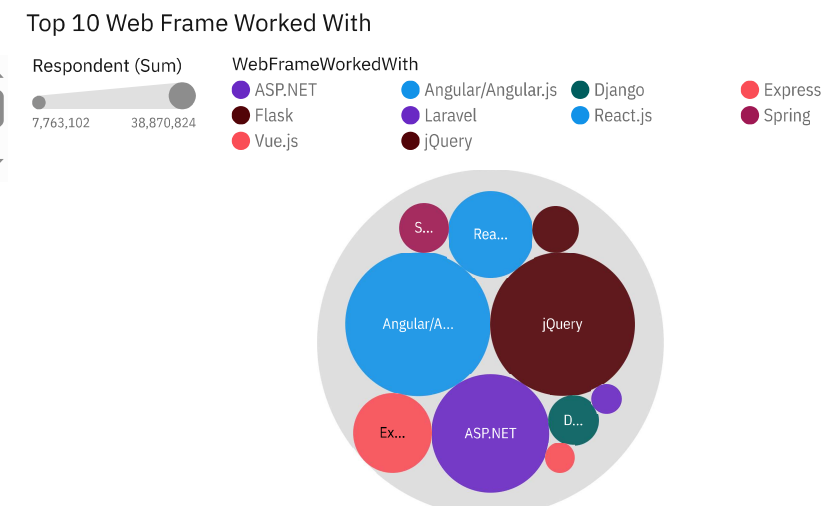 Top 10 Web Frame Worked With
Respondent (Sum)
7,763,102 38,870,824
WebFrameWorkedWith
ASP.NET Angular/Angular.js Django Express
Flask Laravel React.js Spring
Vue.js jQuery
S... Rea...
Angular/A... jQuery
Ex... ASP.NET D...